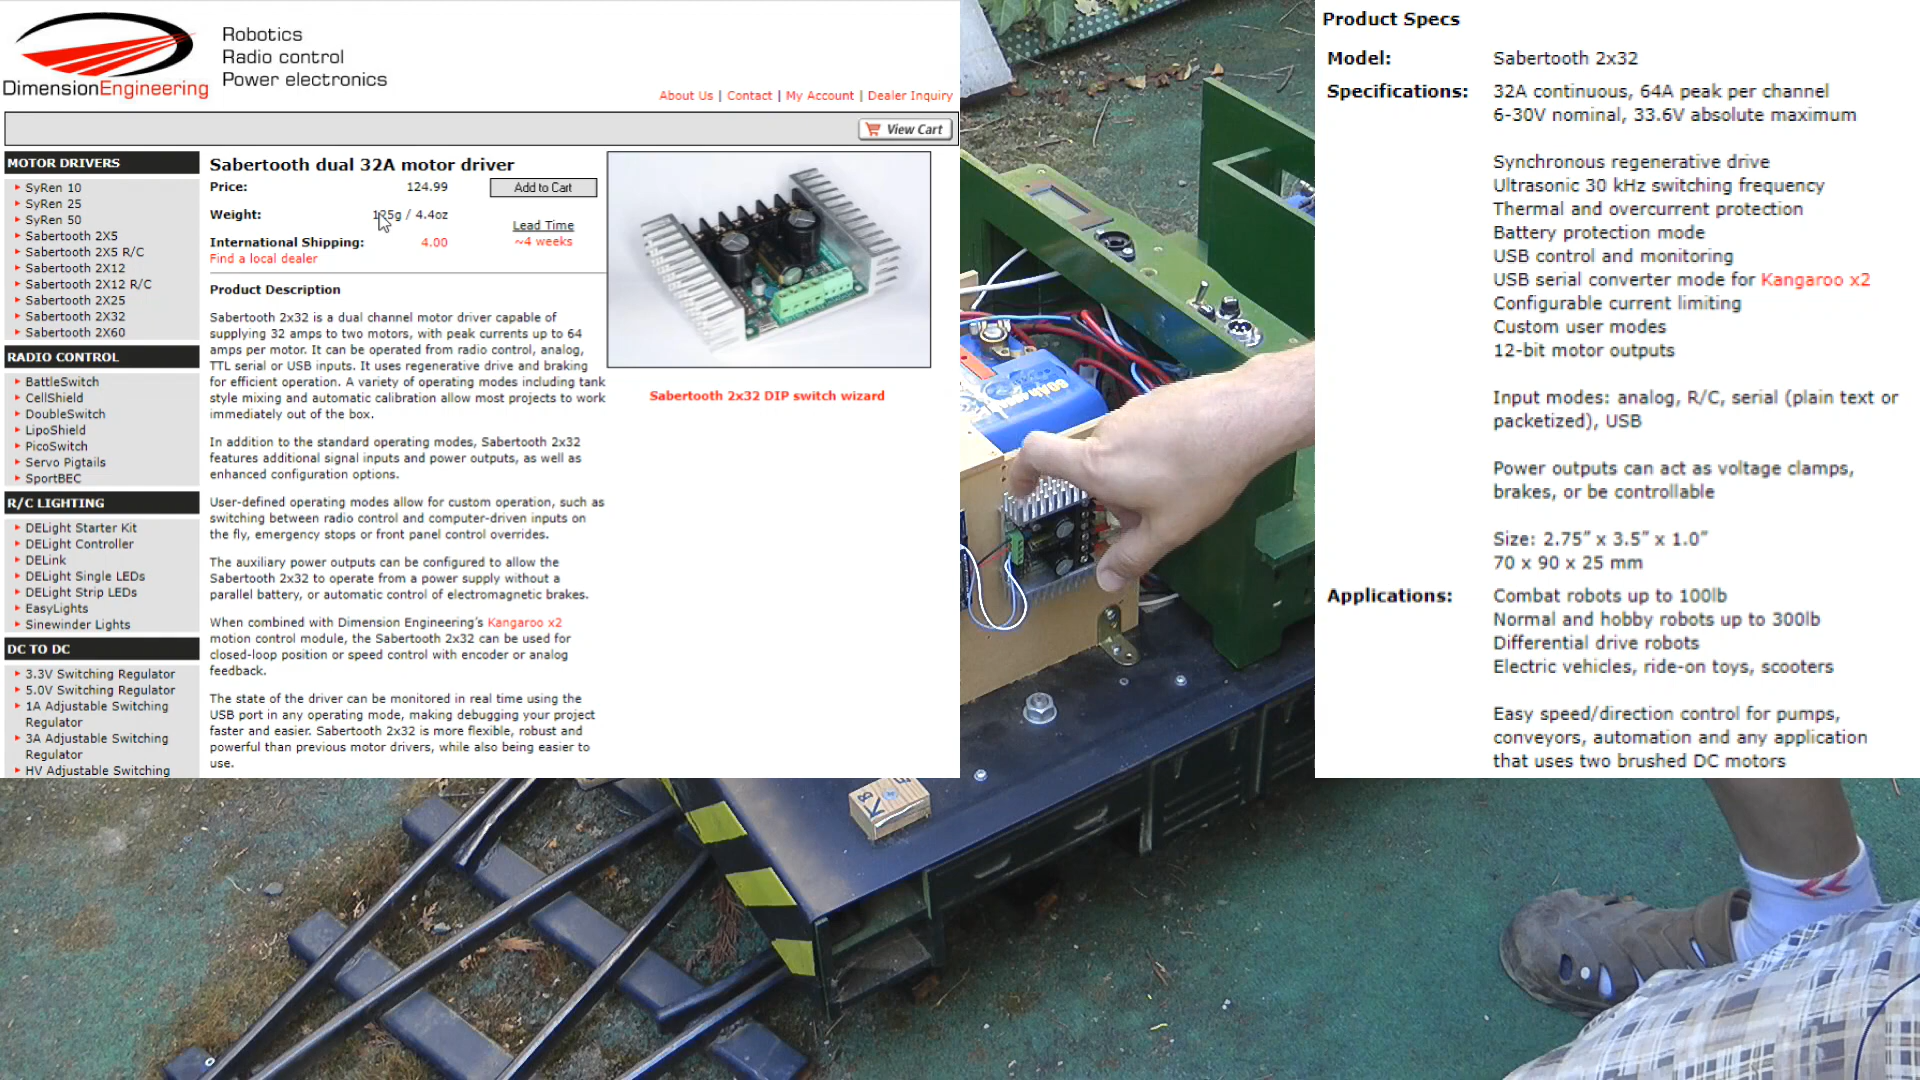 DimensionEngineering
Robotics
Radio control
Power electronics
About Us | Contact | My Account | Dealer Inquiry
View Cart
MOTOR DRIVERS
SyRen 10
SyRen 25
SyRen 50
Sabertooth 2X5
Sabertooth 2X5 R/C
Sabertooth 2X12
Sabertooth 2X12 R/C
Sabertooth 2X25
Sabertooth 2X32
Sabertooth 2X60
RADIO CONTROL
BattleSwitch
CellShield
DoubleSwitch
LipoShield
PicoSwitch
Servo Pigtails
SportBEC
R/C LIGHTING
DELight Starter Kit
DELight Controller
DELink
DELight Single LEDs
DELight Strip LEDs
EasyLights
Sinewinder Lights
DC TO DC
3.3V Switching Regulator
5.0V Switching Regulator
1A Adjustable Switching
Regulator
3A Adjustable Switching
Regulator
HV Adjustable Switching
Sabertooth dual 32A motor driver
Price: 124.99
Add to Cart
Weight: 125g / 4.4oz
Lead Time
~4 weeks
International Shipping: 4.00
Find a local dealer
Product Description
Sabertooth 2x32 is a dual channel motor driver capable of
supplying 32 amps to two motors, with peak currents up to 64
amps per motor. It can be operated from radio control, analog,
TTL serial or USB inputs. It uses regenerative drive and braking
for efficient operation. A variety of operating modes including tank
style mixing and automatic calibration allow most projects to work
immediately out of the box.
In addition to the standard operating modes, Sabertooth 2x32
features additional signal inputs and power outputs, as well as
enhanced configuration options.
User-defined operating modes allow for custom operation, such as
switching between radio control and computer-driven inputs on
the fly, emergency stops or front panel control overrides.
The auxiliary power outputs can be configured to allow the
Sabertooth 2x32 to operate from a power supply without a
parallel battery, or automatic control of electromagnetic brakes.
When combined with Dimension Engineering's Kangaroo x2
motion control module, the Sabertooth 2x32 can be used for
closed-loop position or speed control with encoder or analog
feedback.
The state of the driver can be monitored in real time using the
USB port in any operating mode, making debugging your project
faster and easier. Sabertooth 2x32 is more flexible, robust and
powerful than previous motor drivers, while also being easier to
use.
Sabertooth 2x32 DIP switch wizard
Product Specs
Model: Sabertooth 2x32
Specifications: 32A continuous, 64A peak per channel
6-30V nominal, 33.6V absolute maximum
Synchronous regenerative drive
Ultrasonic 30 kHz switching frequency
Thermal and overcurrent protection
Battery protection mode
USB control and monitoring
USB serial converter mode for Kangaroo x2
Configurable current limiting
Custom user modes
12-bit motor outputs
Input modes: analog, R/C, serial (plain text or
packetized), USB
Power outputs can act as voltage clamps,
brakes, or be controllable
Size: 2.75" x 3.5" x 1.0"
70 x 90 x 25 mm
Applications: Combat robots up to 100lb
Normal and hobby robots up to 300lb
Differential drive robots
Electric vehicles, ride-on toys, scooters
Easy speed/direction control for pumps,
conveyors, automation and any application
that uses two brushed DC motors